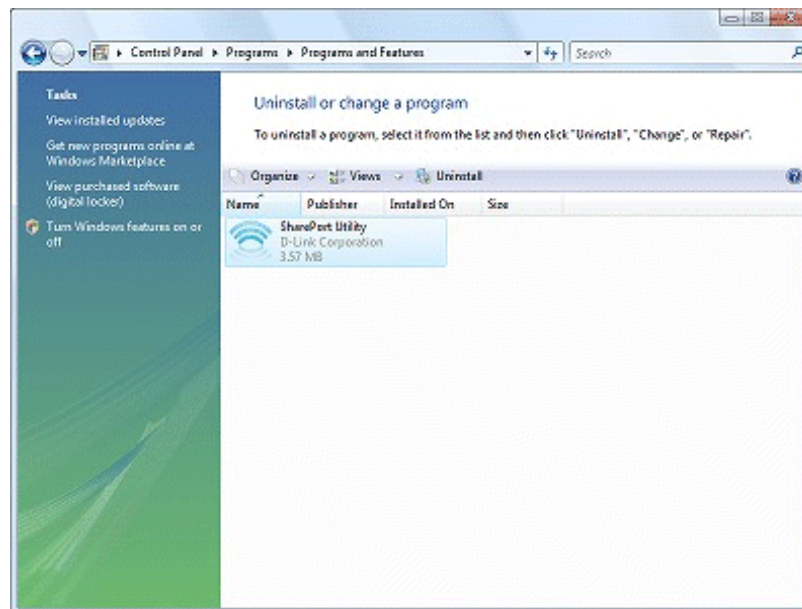 Control Panel ▸ Programs ▸ Programs and Features
Search
Tasks
View installed updates
Get new programs online at
Windows Marketplace
View purchased software
(digital locker)
Turn Windows features on or
off
Uninstall or change a program
To uninstall a program, select it from the list and then click "Uninstall", "Change", or "Repair".
Organize Views Uninstall
Name Publisher Installed On Size
SharePort Utility
D-Link Corporation
3.57 MB